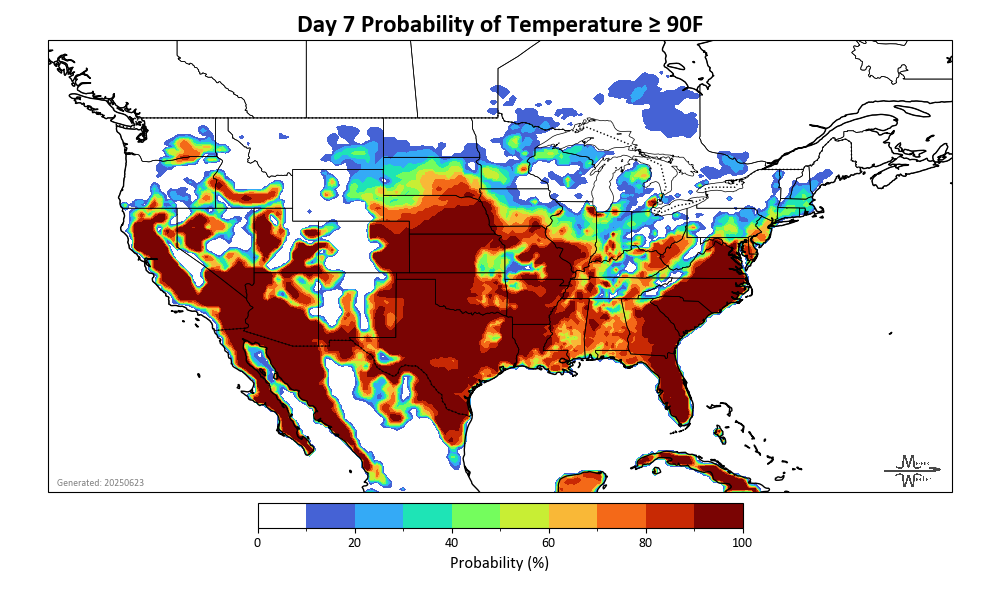 Day 7 Probability of Temperature ≥ 90F
Generated: 20250623
0 20 40 60 80 100
Probability (%)